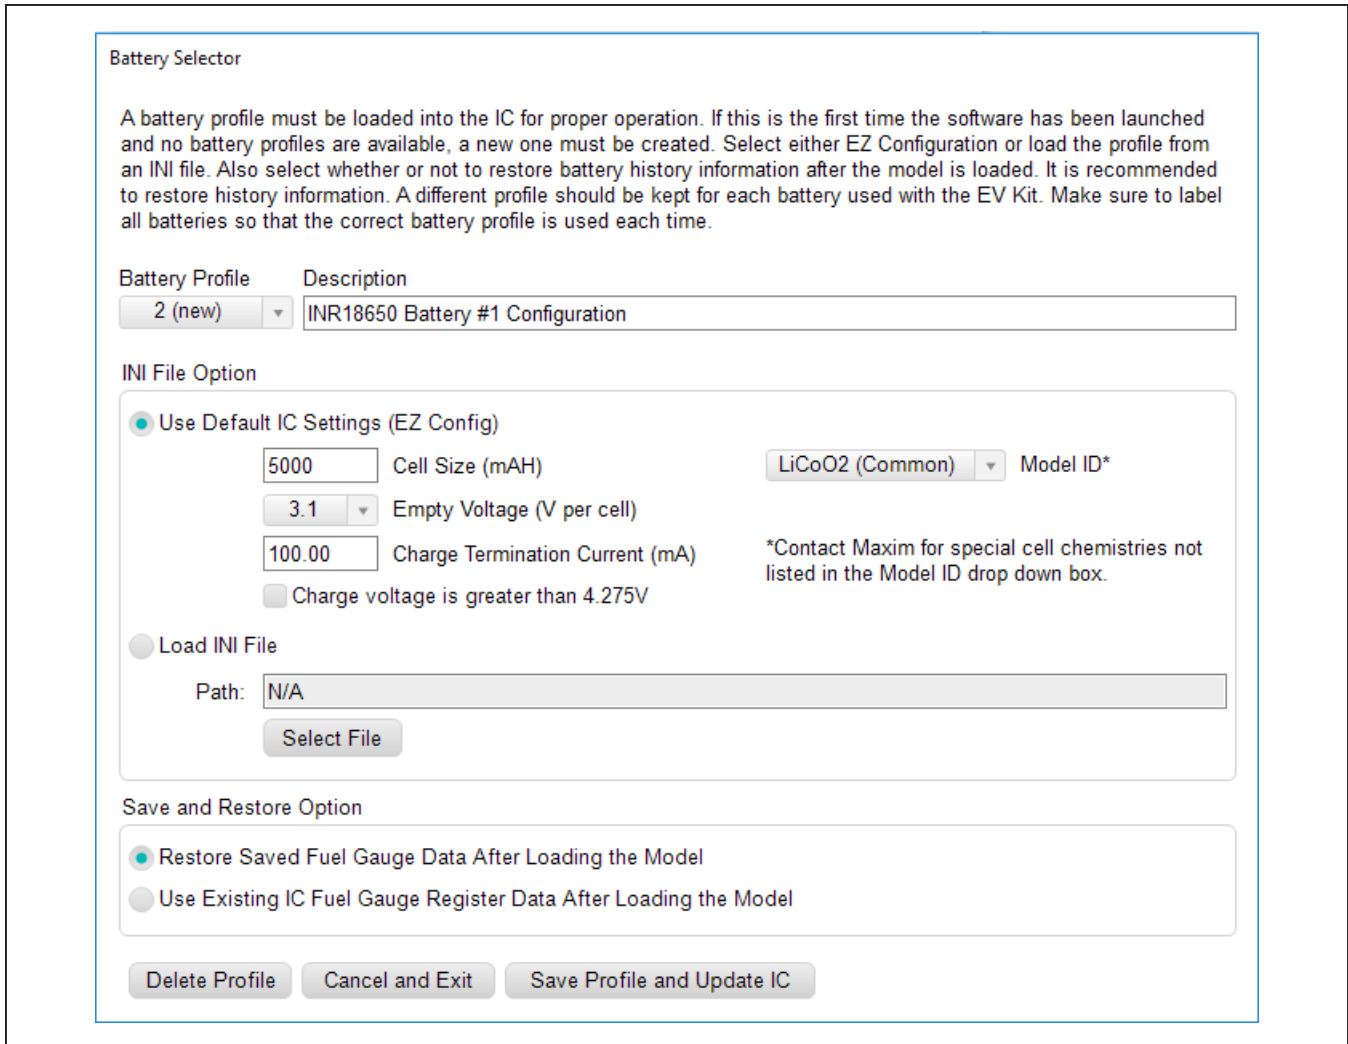 Battery Selector
A battery profile must be loaded into the IC for proper operation. If this is the first time the software has been launched
and no battery profiles are available, a new one must be created. Select either EZ Configuration or load the profile from
an INI file. Also select whether or not to restore battery history information after the model is loaded. It is recommended
to restore history information. A different profile should be kept for each battery used with the EV Kit. Make sure to label
all batteries so that the correct battery profile is used each time.
Battery Profile Description
2 (new) INR18650 Battery #1 Configuration
INI File Option
Use Default IC Settings (EZ Config)
5000 Cell Size (mAH) LiCoO2 (Common) Model ID*
3.1 Empty Voltage (V per cell)
100.00 Charge Termination Current (mA)
*Contact Maxim for special cell chemistries not
listed in the Model ID drop down box.
Charge voltage is greater than 4.275V
Load INI File
Path: N/A
Select File
Save and Restore Option
Restore Saved Fuel Gauge Data After Loading the Model
Use Existing IC Fuel Gauge Register Data After Loading the Model
Delete Profile Cancel and Exit Save Profile and Update IC